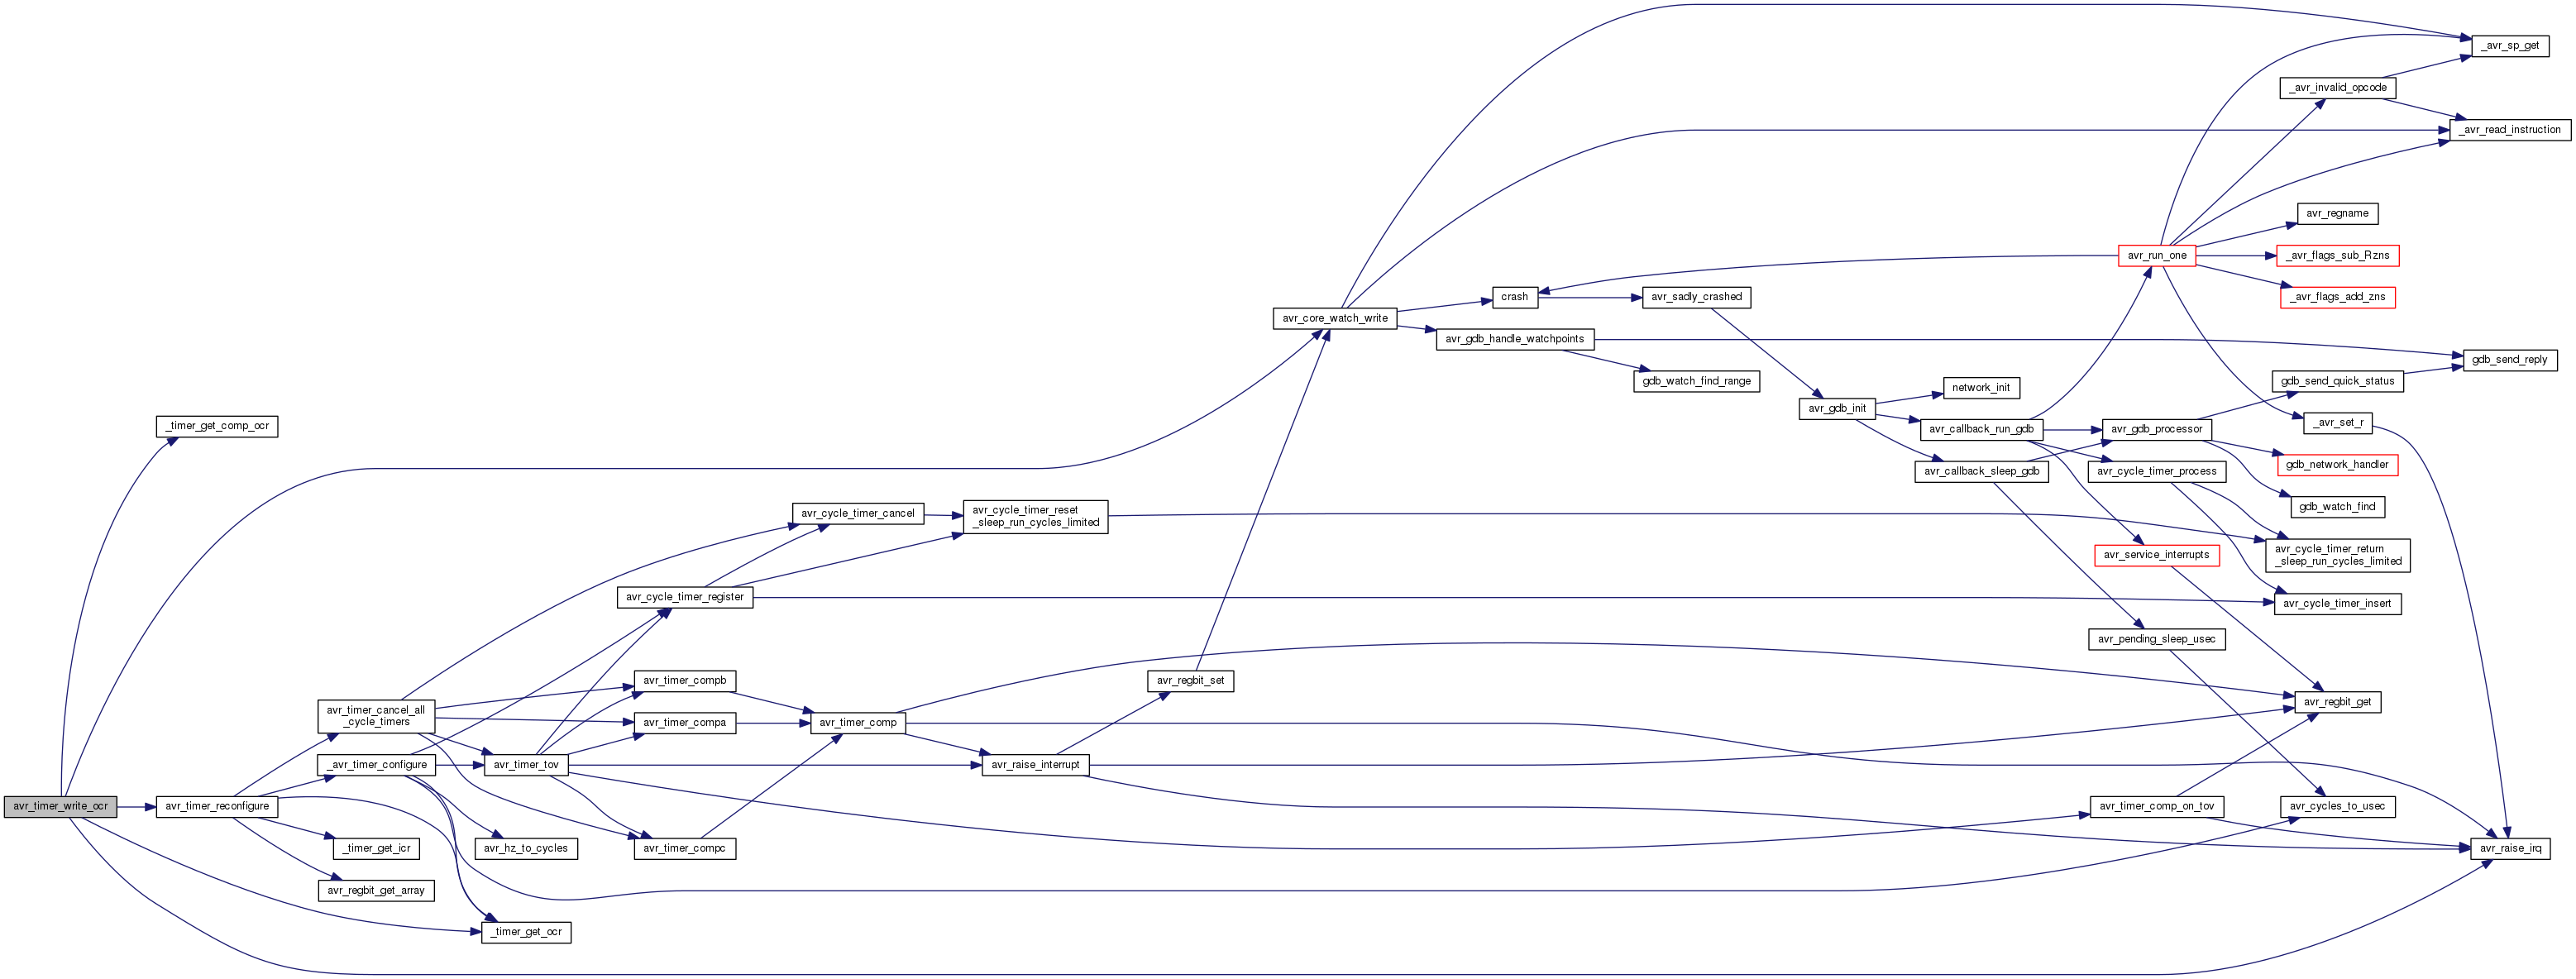 _avr_sp_get
_avr_invalid_opcode
_avr_read_instruction
avr_regname
avr_run_one
_avr_flags_sub_Rzns
crash
avr_sadly_crashed
_avr_flags_add_zns
avr_core_watch_write
avr_gdb_handle_watchpoints
gdb_send_reply
gdb_watch_find_range
network_init
gdb_send_quick_status
avr_gdb_init
_timer_get_comp_ocr
avr_callback_run_gdb
avr_gdb_processor
_avr_set_r
avr_callback_sleep_gdb
avr_cycle_timer_process
gdb_network_handler
gdb_watch_find
avr_cycle_timer_cancel
avr_cycle_timer_reset
_sleep_run_cycles_limited
avr_service_interrupts
avr_cycle_timer_return
_sleep_run_cycles_limited
avr_cycle_timer_register
avr_cycle_timer_insert
avr_pending_sleep_usec
avr_timer_compb
avr_regbit_set
avr_regbit_get
avr_timer_cancel_all
_cycle_timers
avr_timer_compa
avr_timer_comp
_avr_timer_configure
avr_timer_tov
avr_raise_interrupt
avr_timer_write_ocr
avr_timer_reconfigure
avr_timer_comp_on_tov
avr_cycles_to_usec
_timer_get_icr
avr_hz_to_cycles
avr_timer_compc
avr_raise_irq
avr_regbit_get_array
_timer_get_ocr